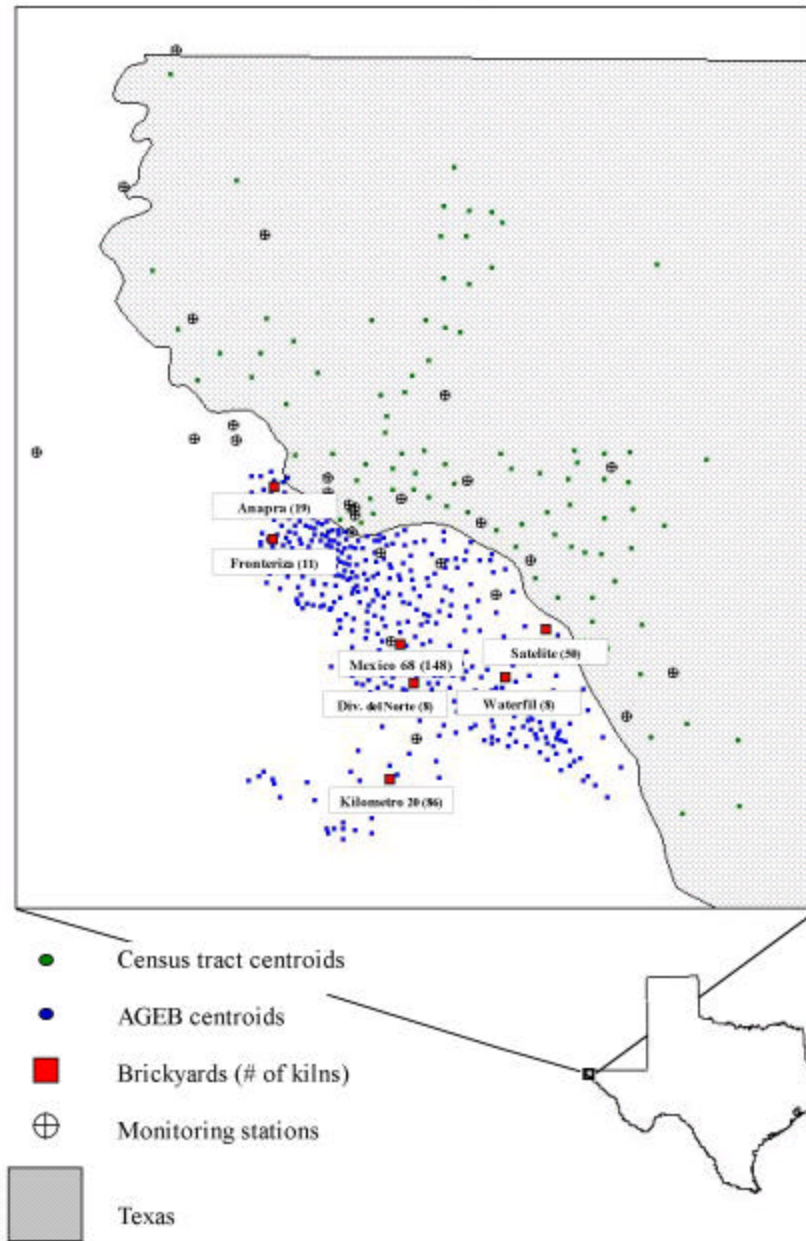 Anapra (19)
Fronteriza (11)
Satelite (50)
Mexico 68 (148)
Div. del Norte (8)
Waterfil (8)
Kilometro 20 (86)
Census tract centroids
AGEB centroids
Brickyards (# of kilns)
Monitoring stations
Texas